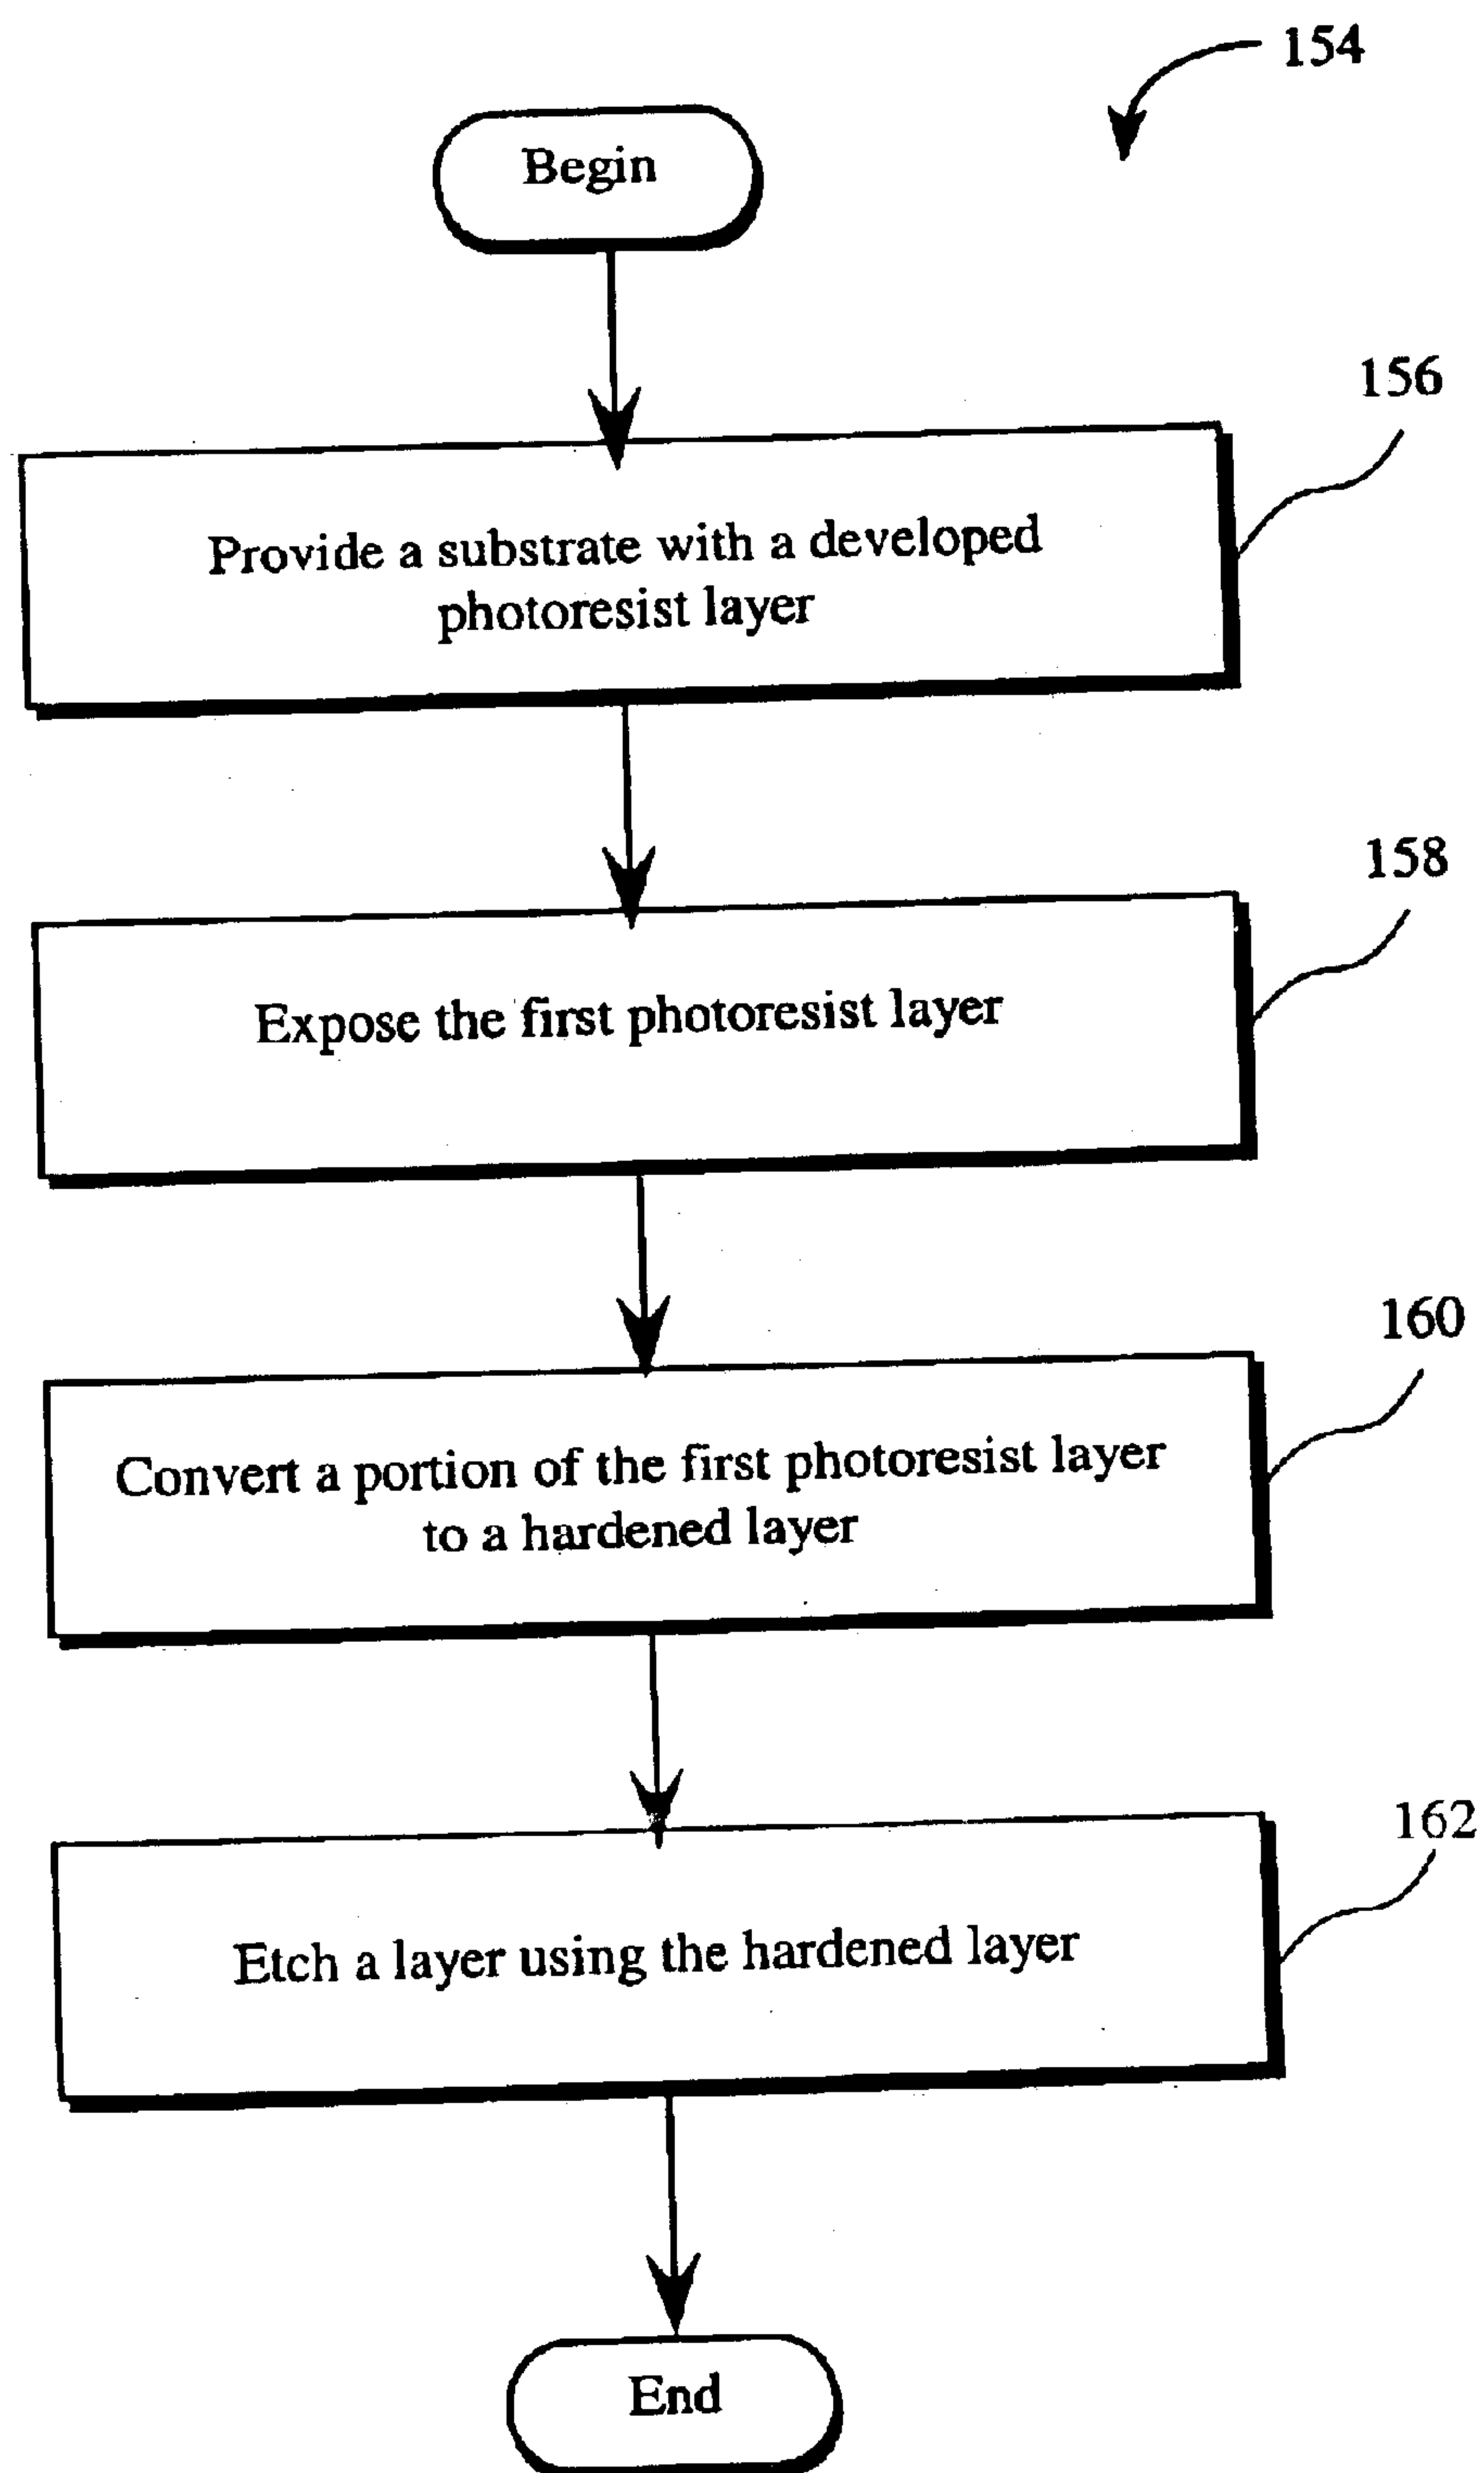 154
Begin
156
Provide a substrate with a developed
photoresist layer
158
Expose the first photoresist layer
160
Convert a portion of the first photoresist layer
to a hardened layer
162
Etch a layer using the hardened layer
End